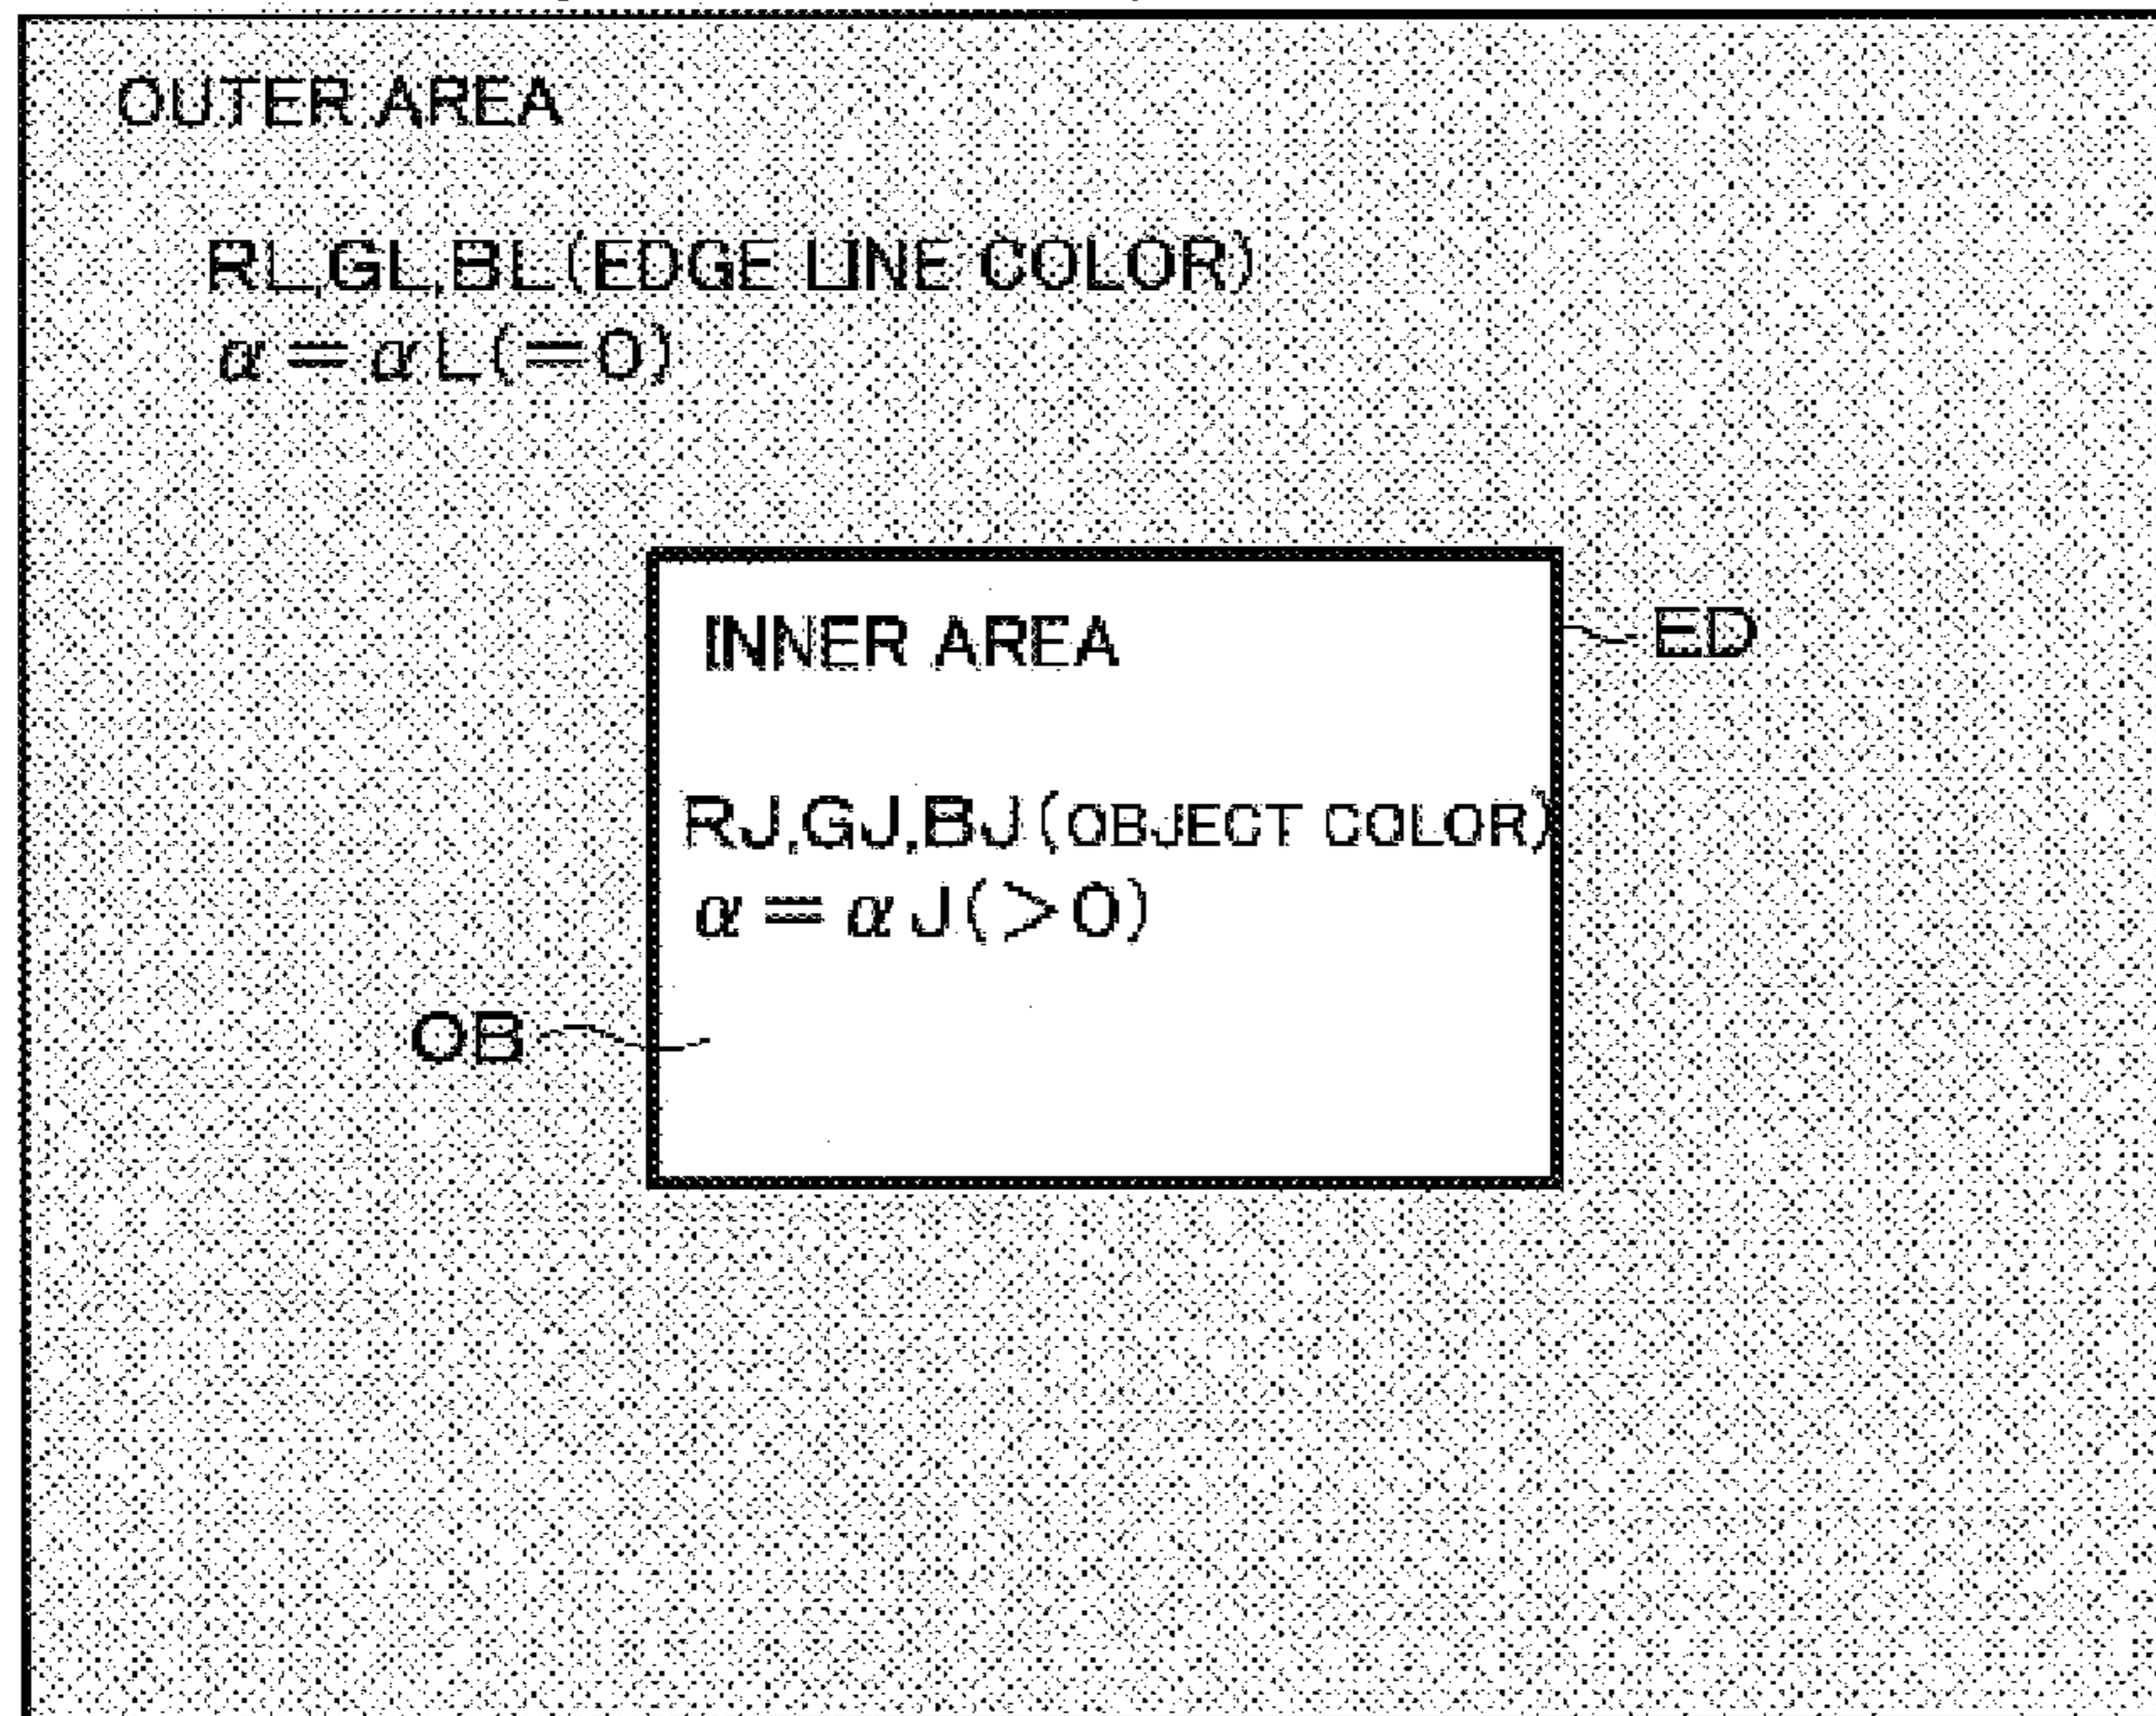 OUTER AREA
RL,GL,BL(EDGE LINE COLOR)
α=αL(=0)
INNER AREA
ED
RJ,GJ,BJ(OBJECT COLOR)
α=αJ(>0)
OB